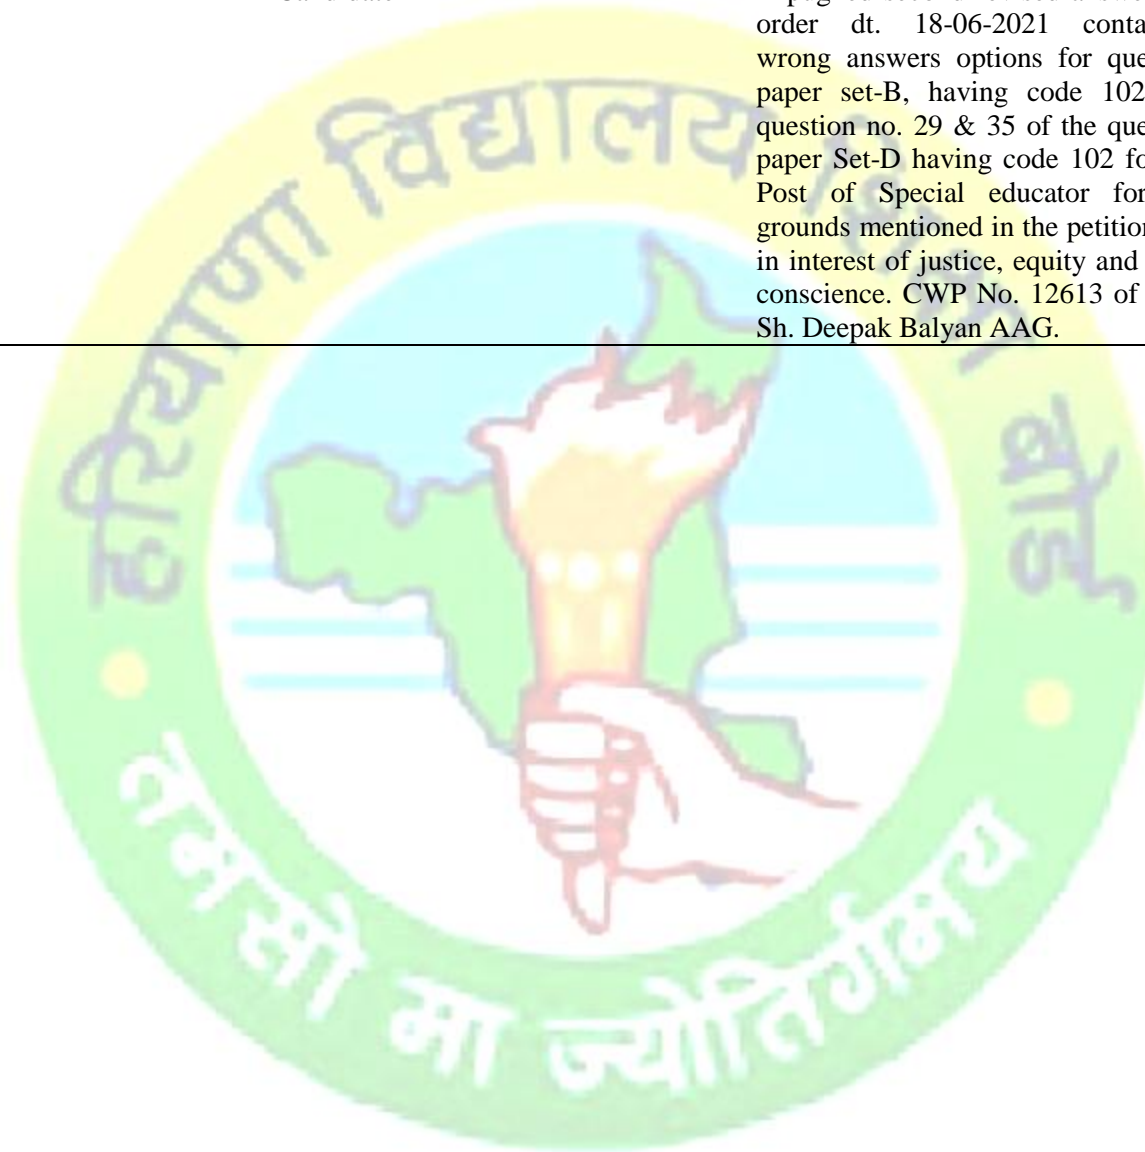 order dt. 18-06-2021 conta
wrong answers options for que
paper set-B, having code 102
question no. 29 & 35 of the que
paper Set-D having code 102 fo
Post of Special educator for
grounds mentioned in the petition
in interest of justice, equity and
conscience. CWP No. 12613 of
Sh. Deepak Balyan AAG.
हरियाणा विद्यालय शिक्षा बोर्ड
तमसो मा ज्योतिर्गमय